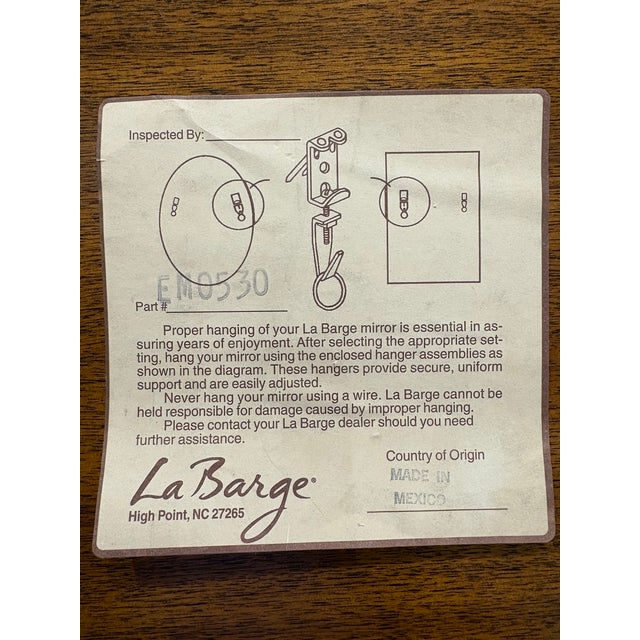 Inspected By:
EM0530
Part #
Proper hanging of your La Barge mirror is essential in as-
suring years of enjoyment. After selecting the appropriate set-
ting, hang your mirror using the enclosed hanger assemblies as
shown in the diagram. These hangers provide secure, uniform
support and are easily adjusted.
Never hang your mirror using a wire. La Barge cannot be
held responsible for damage caused by improper hanging.
Please contact your La Barge dealer should you need
further assistance.
Country of Origin
MADE IN
MEXICO
La Barge®
High Point, NC 27265